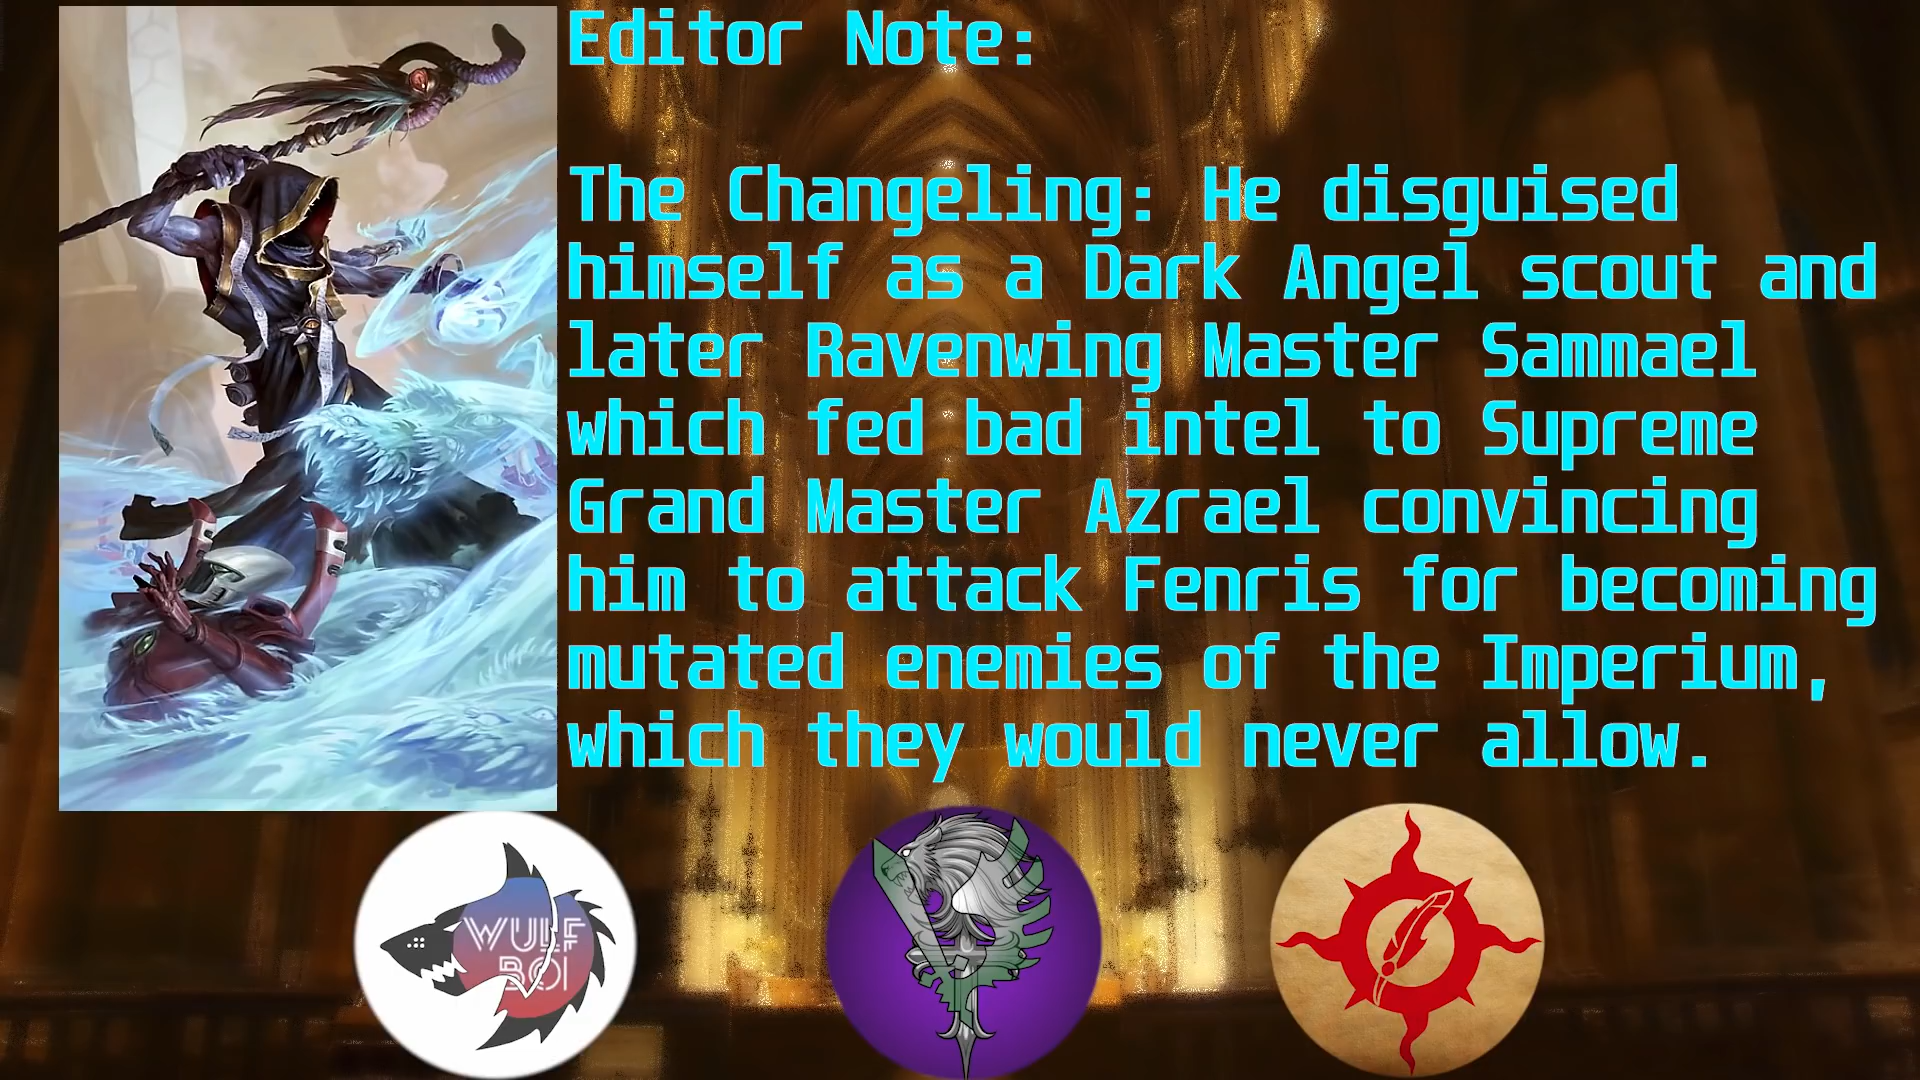 Editor Note:
The Changeling: He disguised
himself as a Dark Angel scout and
later Ravenwing Master Sammael
which fed bad intel to Supreme
Grand Master Azrael convincing
him to attack Fenris for becoming
mutated enemies of the Imperium,
which they would never allow.
WULF
BOI